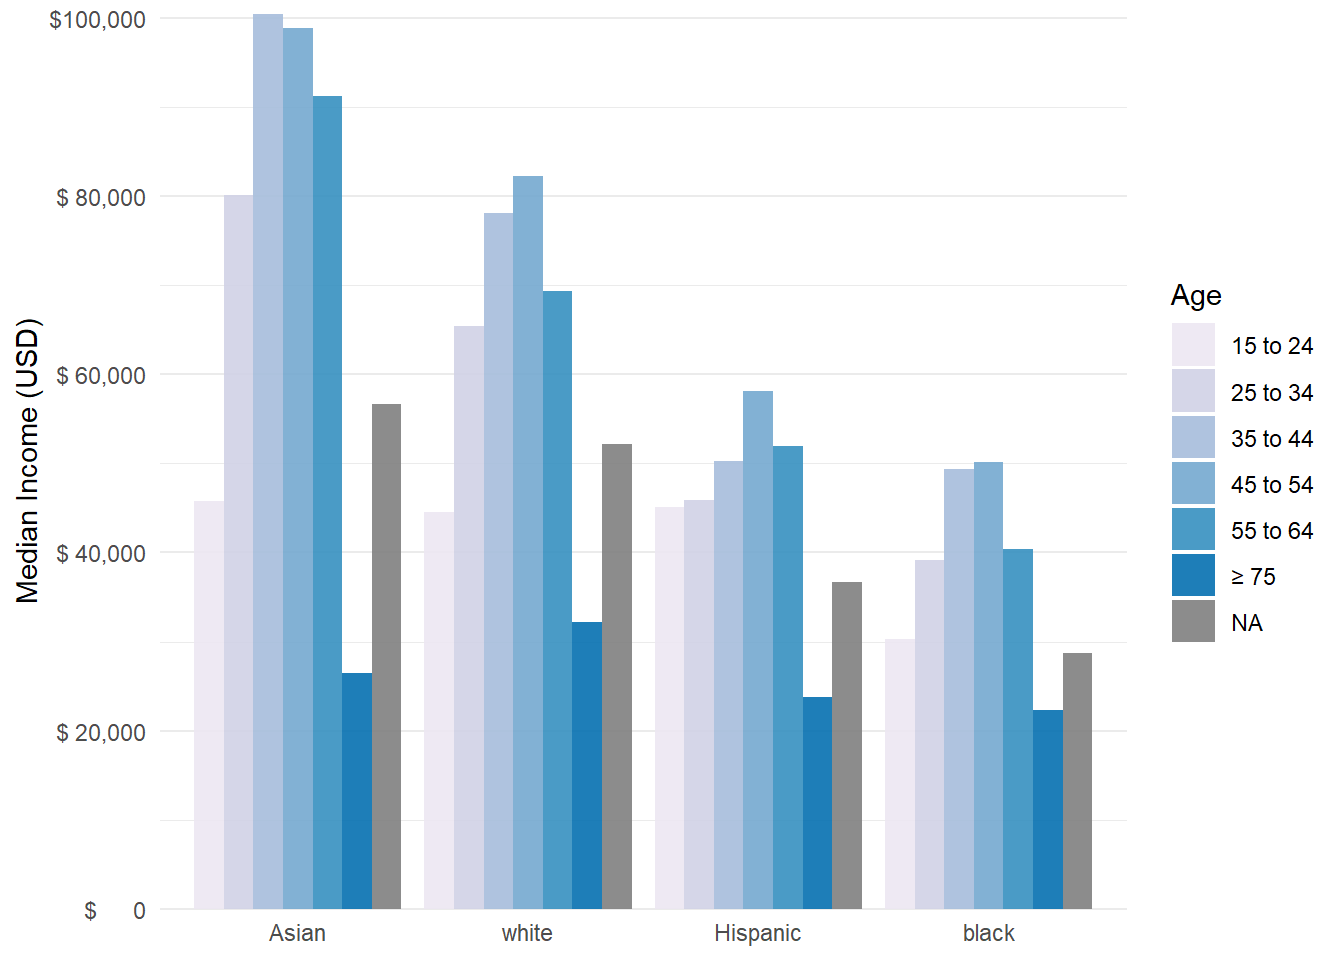 $100,000
$ 80,000
$ 60,000
$ 40,000
$ 20,000
$ 0
Median Income (USD)
Asian
white
Hispanic
black
Age
15 to 24
25 to 34
35 to 44
45 to 54
55 to 64
≥ 75
NA